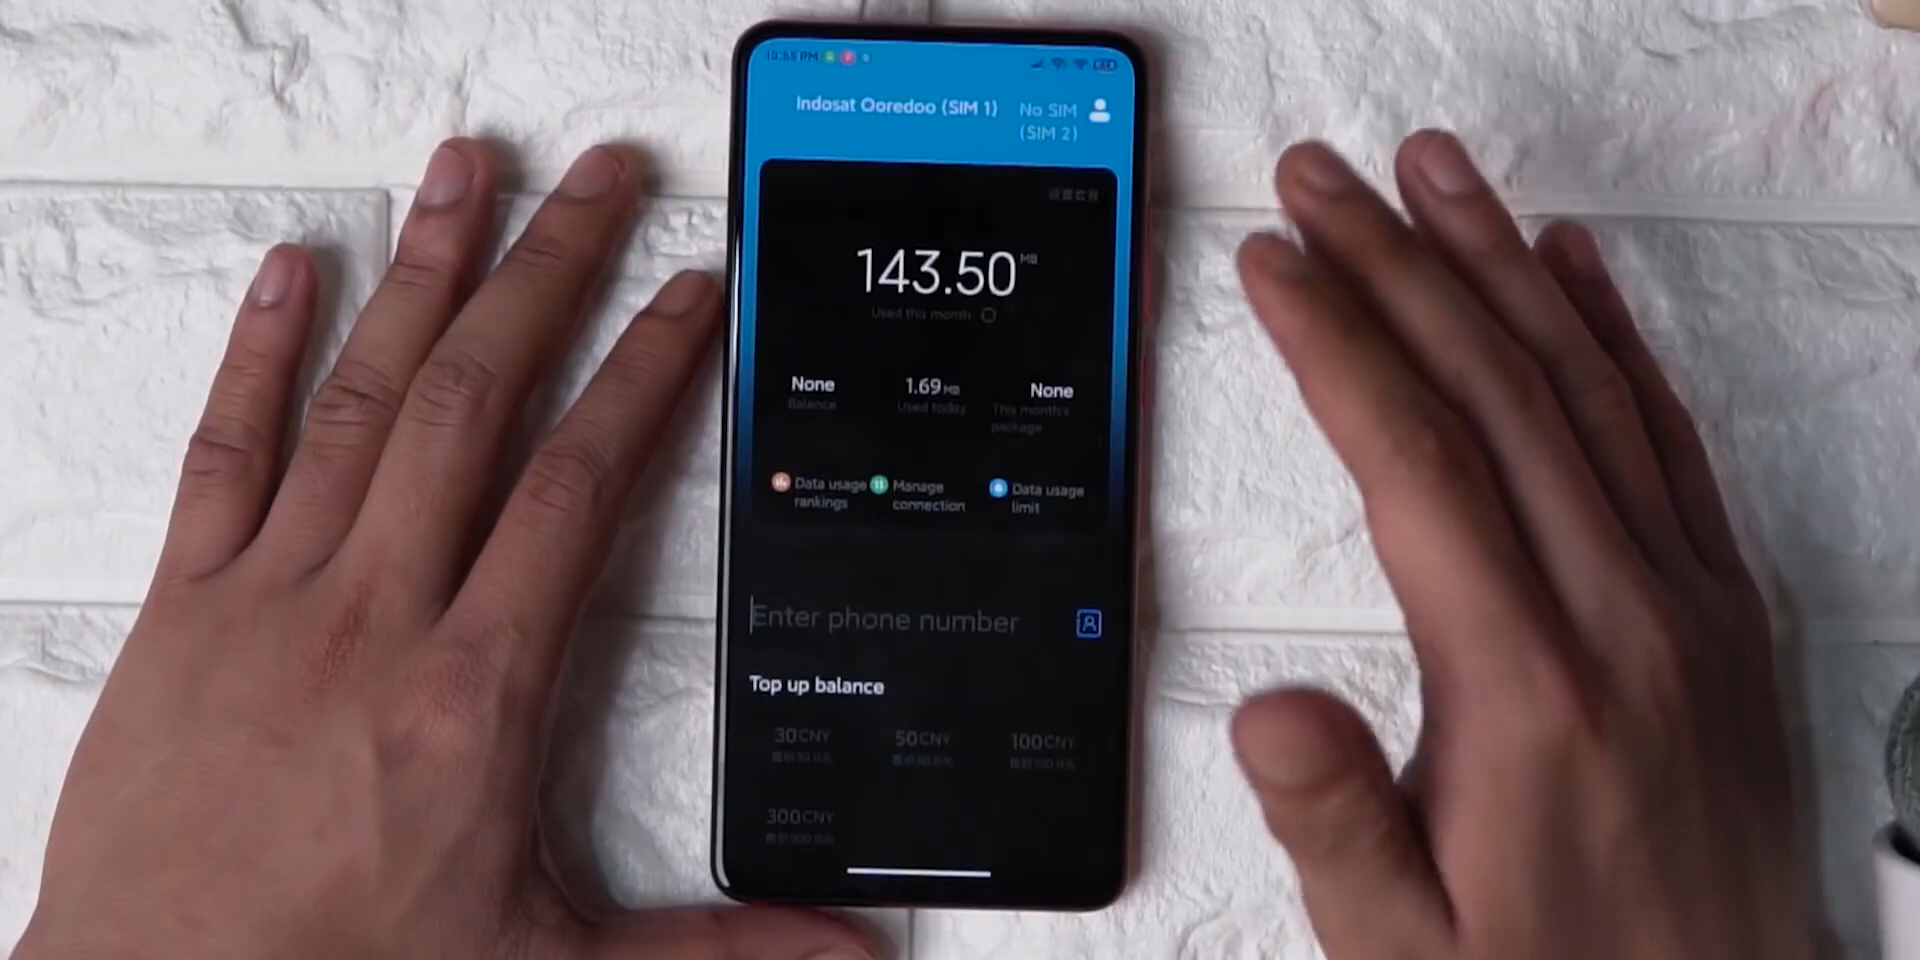 10:55 PM
Indosat Ooredoo (SIM 1)
No SIM
(SIM 2)
143.50 MB
Used this month
None
Balance
1.69 MB
Used today
None
This month's
package
Data usage
rankings
Manage
connection
Data usage
limit
Enter phone number
Top up balance
30CNY
50CNY
100CNY
300CNY